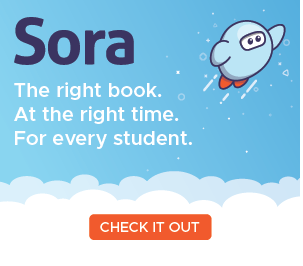 Sora
The right book.
At the right time.
For every student.
CHECK IT OUT